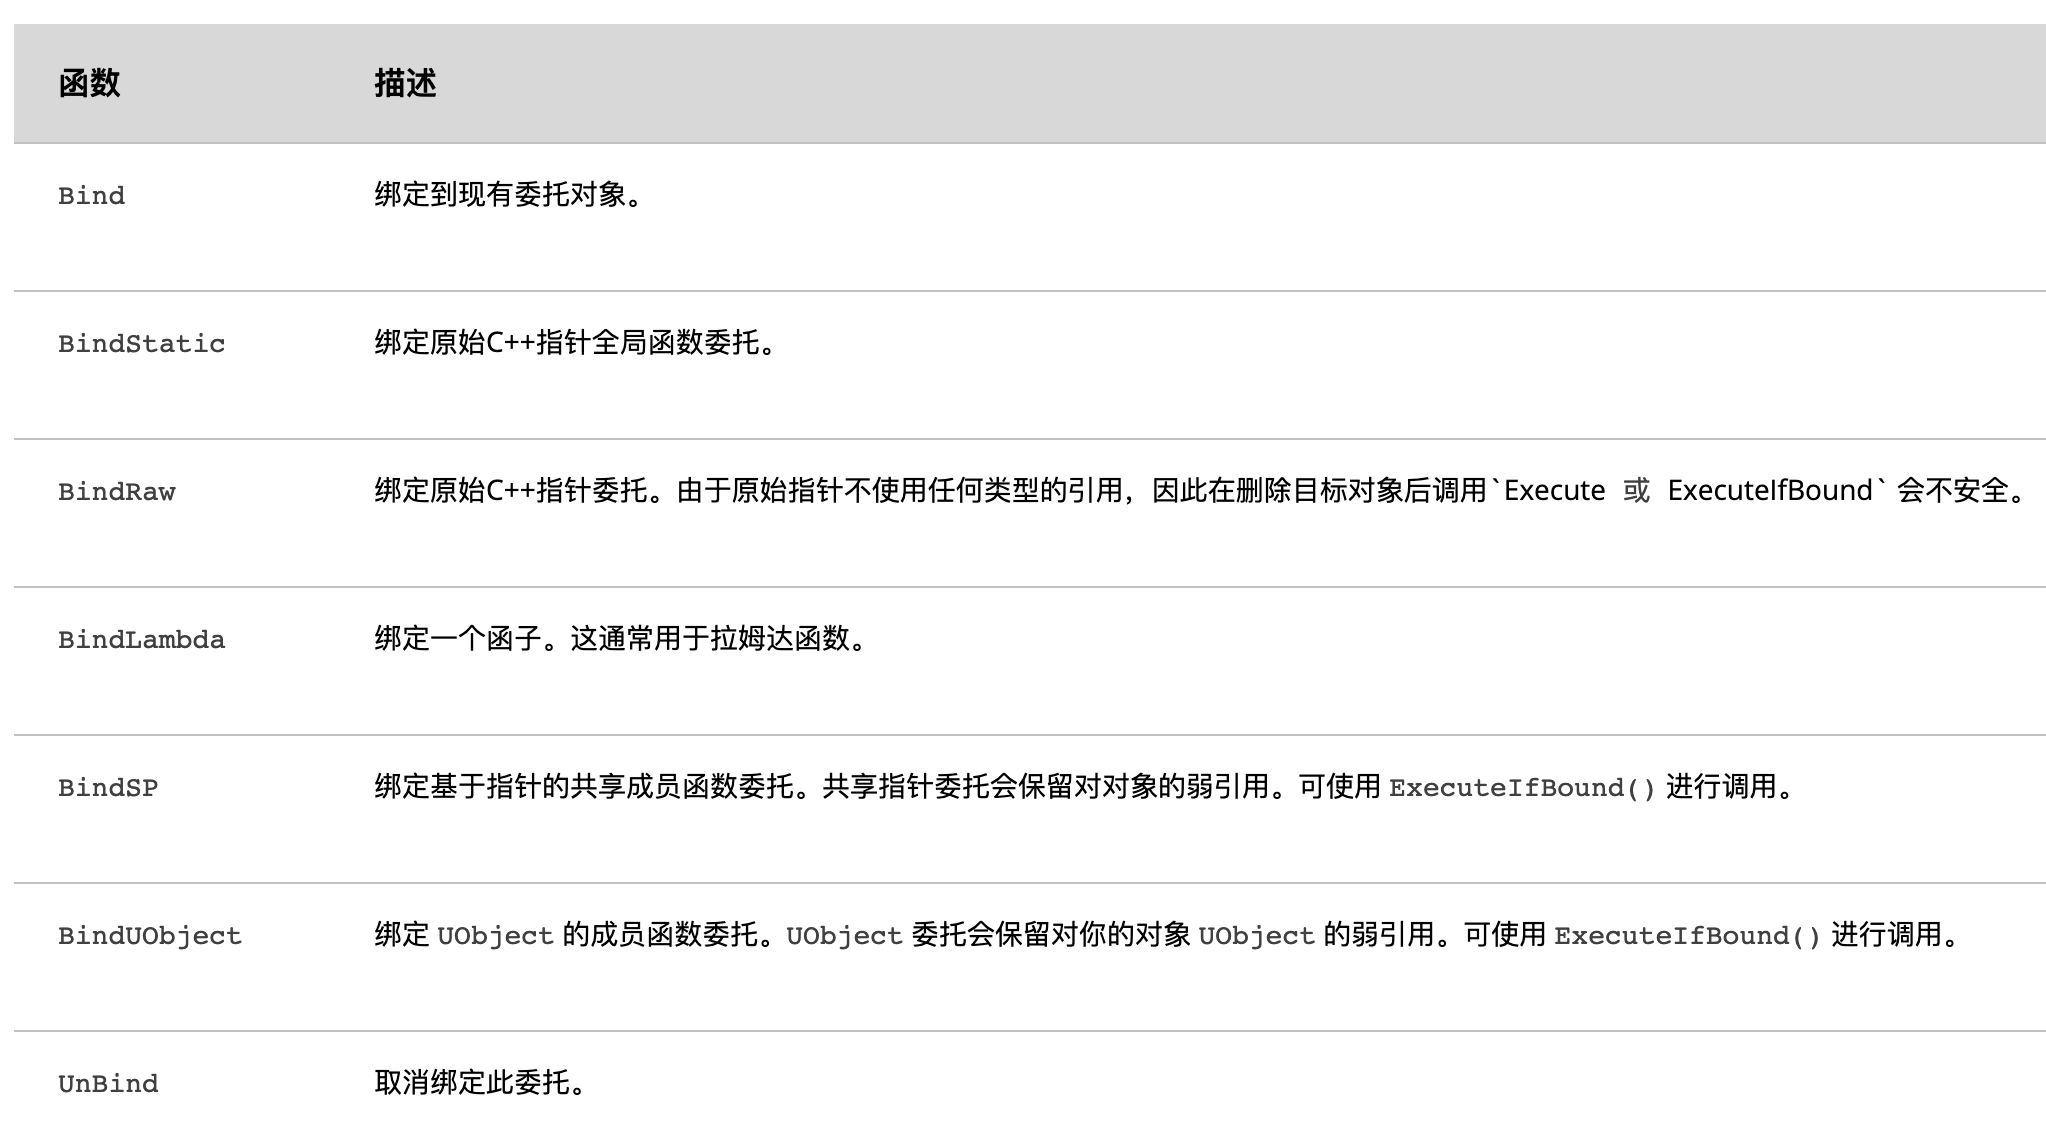 函数 描述
Bind 绑定到现有委托对象。
BindStatic 绑定原始C++指针全局函数委托。
BindRaw 绑定原始C++指针委托。由于原始指针不使用任何类型的引用，因此在删除目标对象后调用`Execute 或 ExecuteIfBound` 会不安全。
BindLambda 绑定一个函子。这通常用于拉姆达函数。
BindSP 绑定基于指针的共享成员函数委托。共享指针委托会保留对对象的弱引用。可使用 ExecuteIfBound() 进行调用。
BindUObject 绑定 UObject 的成员函数委托。UObject 委托会保留对你的对象 UObject 的弱引用。可使用 ExecuteIfBound() 进行调用。
UnBind 取消绑定此委托。